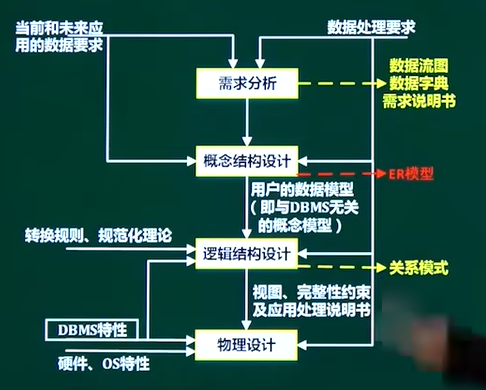 当前和未来应
用的数据要求
数据处理要求
需求分析
数据流图
数据字典
需求说明书
概念结构设计
ER模型
用户的数据模型
（即与DBMS无关
的概念模型）
转换规则、规范化理论
逻辑结构设计
关系模式
视图、完整性约束
及应用处理说明书
DBMS特性
物理设计
硬件、OS特性